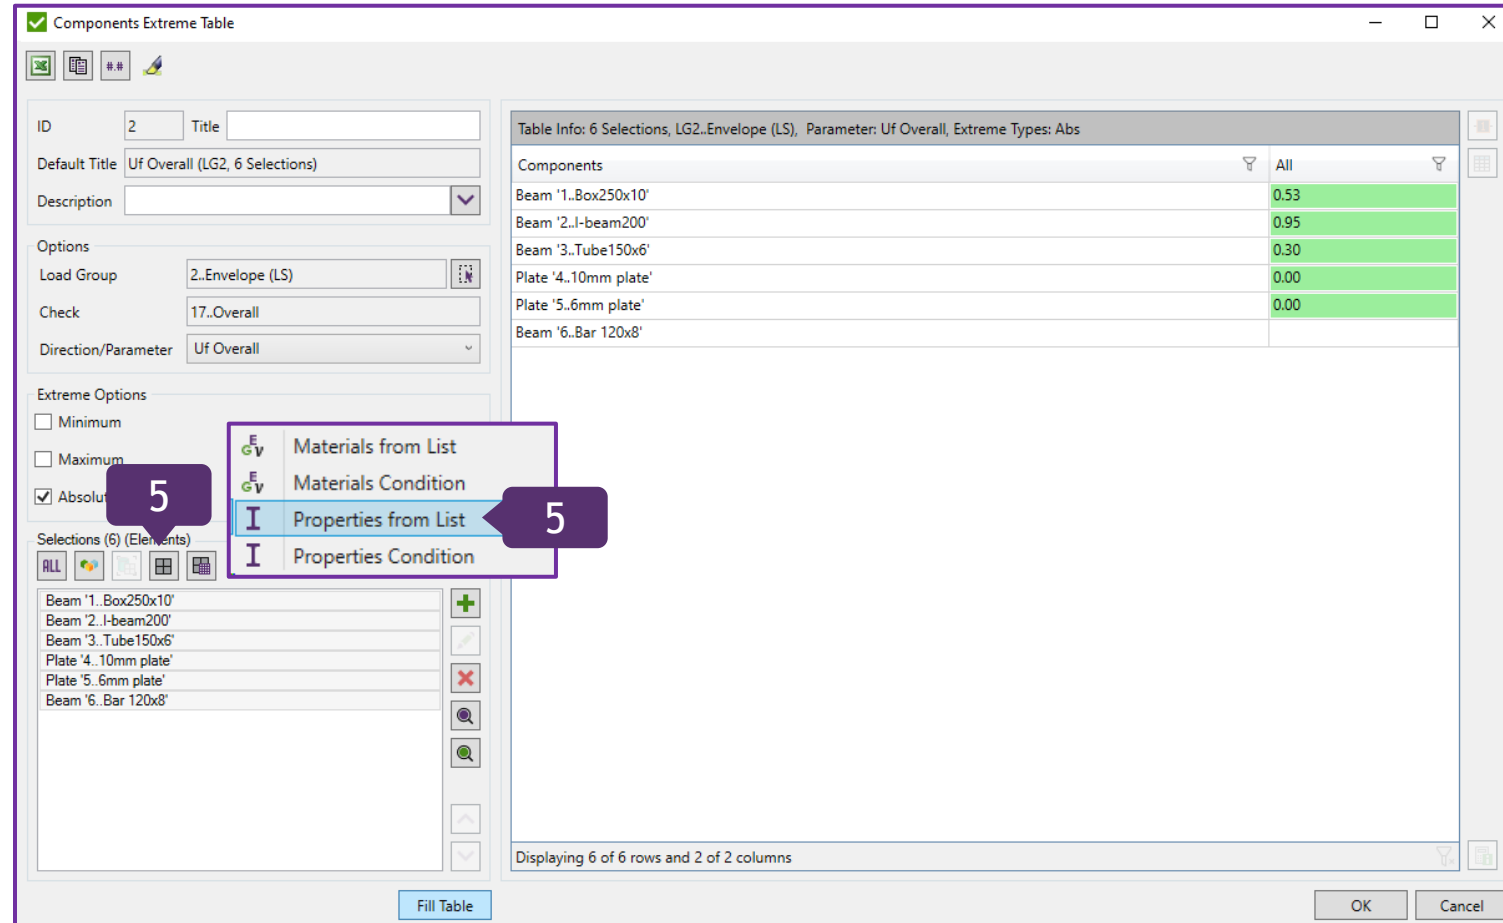 Components Extreme Table
#.#
ID 2 Title
Default Title Uf Overall (LG2, 6 Selections)
Description
Options
Load Group 2..Envelope (LS)
Check 17..Overall
Direction/Parameter Uf Overall
Extreme Options
Minimum
Maximum
Absolut
5
Materials from List
Materials Condition
Properties from List
Properties Condition
5
Selections (6) (Elements)
ALL
Beam '1..Box250x10'
Beam '2..I-beam200'
Beam '3..Tube150x6'
Plate '4..10mm plate'
Plate '5..6mm plate'
Beam '6..Bar 120x8'
Fill Table
Table Info: 6 Selections, LG2..Envelope (LS), Parameter: Uf Overall, Extreme Types: Abs
Components All
Beam '1..Box250x10' 0.53
Beam '2..I-beam200' 0.95
Beam '3..Tube150x6' 0.30
Plate '4..10mm plate' 0.00
Plate '5..6mm plate' 0.00
Beam '6..Bar 120x8'
Displaying 6 of 6 rows and 2 of 2 columns
OK Cancel